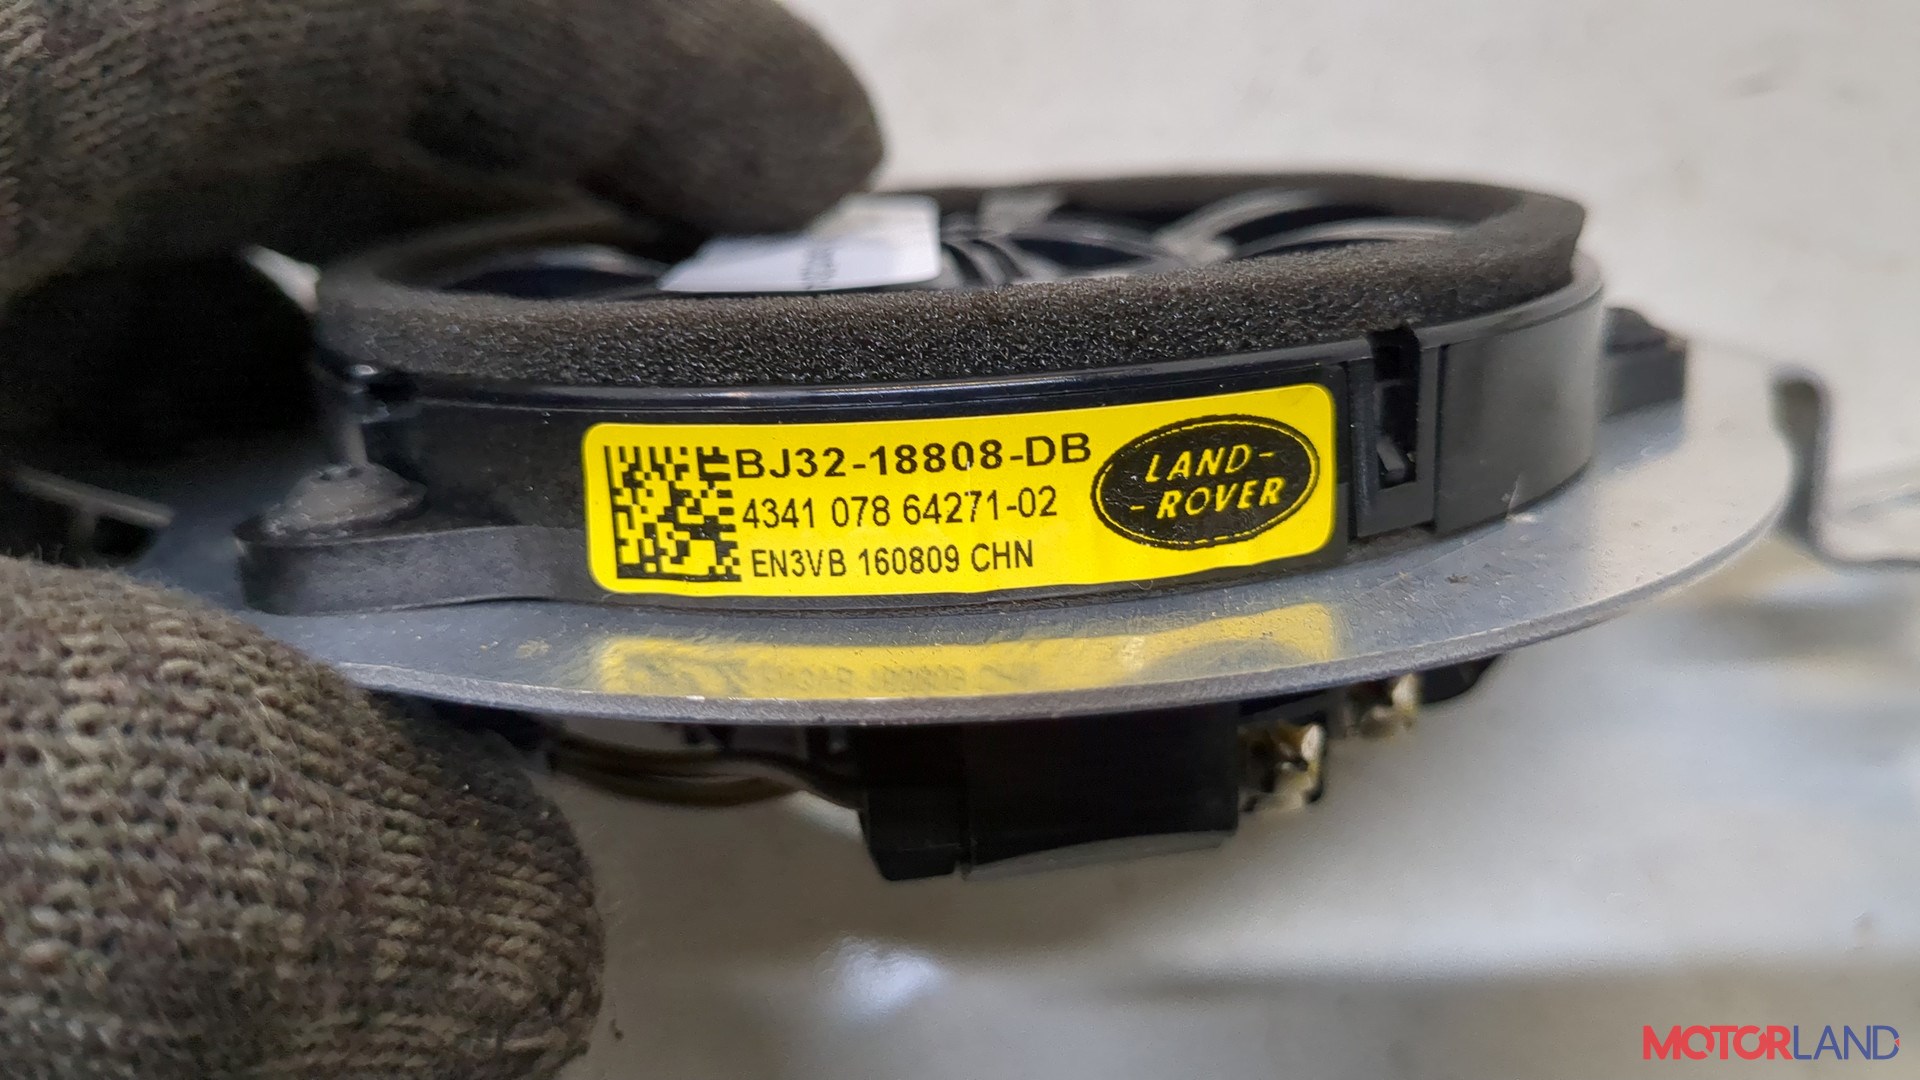 BJ32-18808-DB
4341 078 64271-02
EN3VB 160809 CHN
LAND-
-ROVER
MOTORLAND